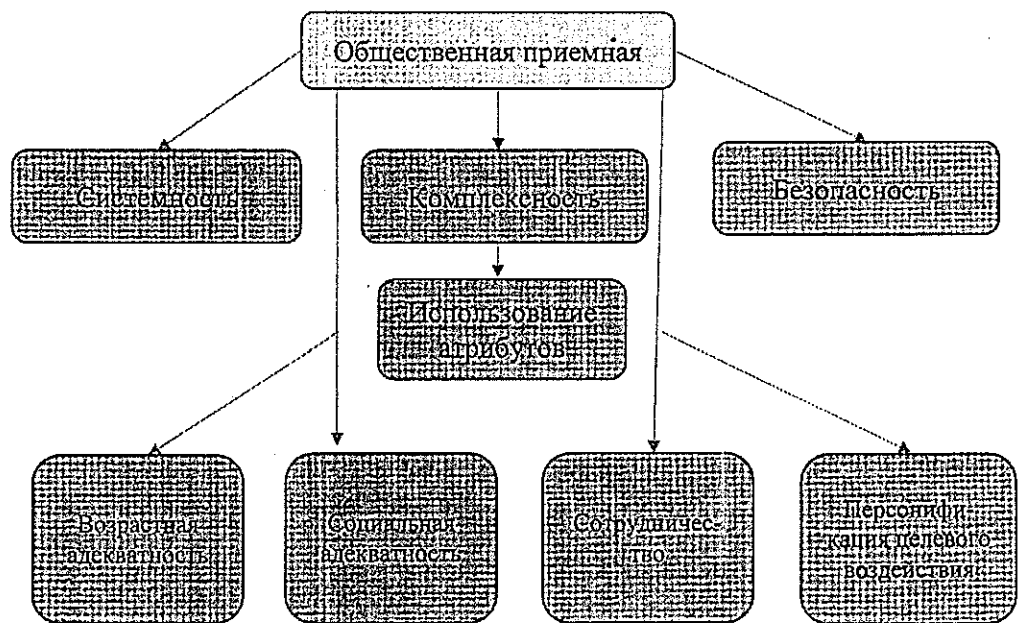 Общественная приемная
Системность
Комплексность
Безопасность
Использование
атрибутов
Возрастная
адекватность
Социальная
адекватность
Сотрудничес-
тво
Персонифи
кация целевого
воздействия